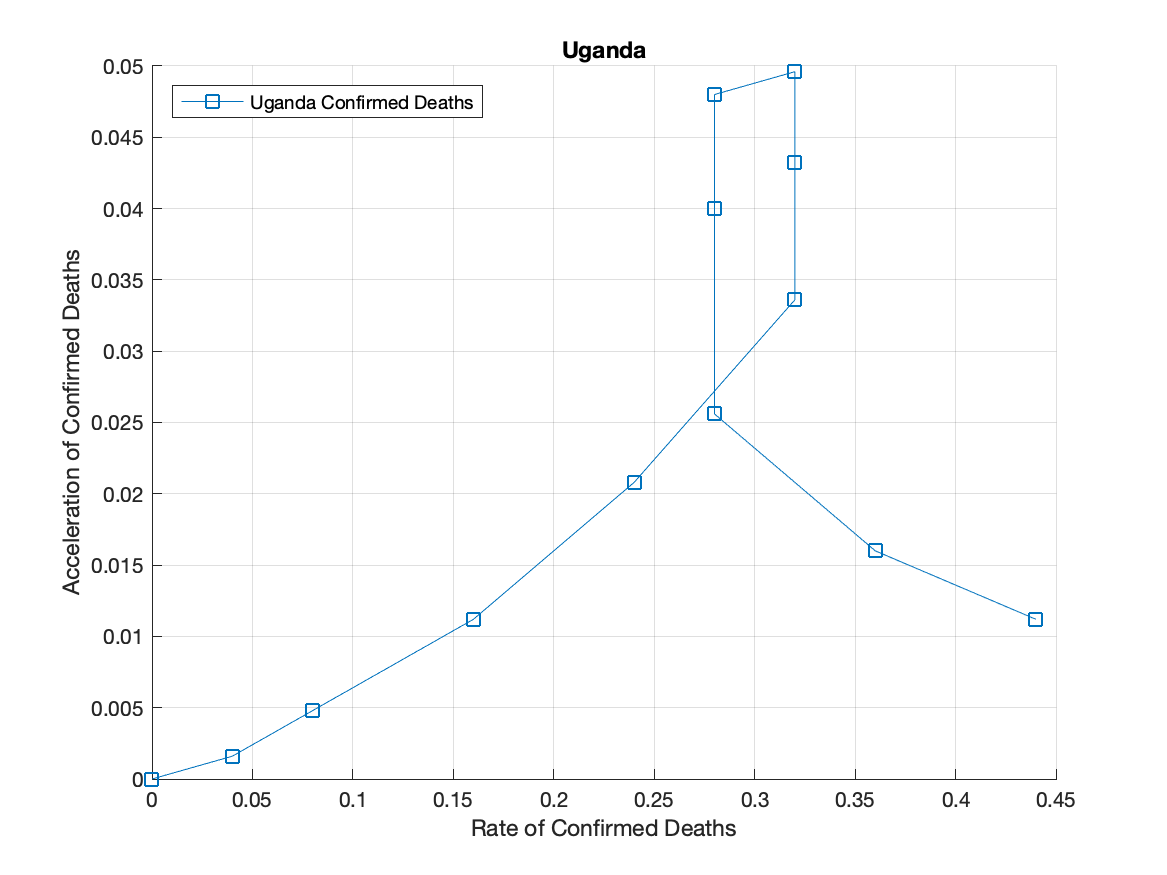 Uganda
Uganda Confirmed Deaths
Acceleration of Confirmed Deaths
0.05
0.045
0.04
0.035
0.03
0.025
0.02
0.015
0.01
0.005
0
0 0.05 0.1 0.15 0.2 0.25 0.3 0.35 0.4 0.45
Rate of Confirmed Deaths